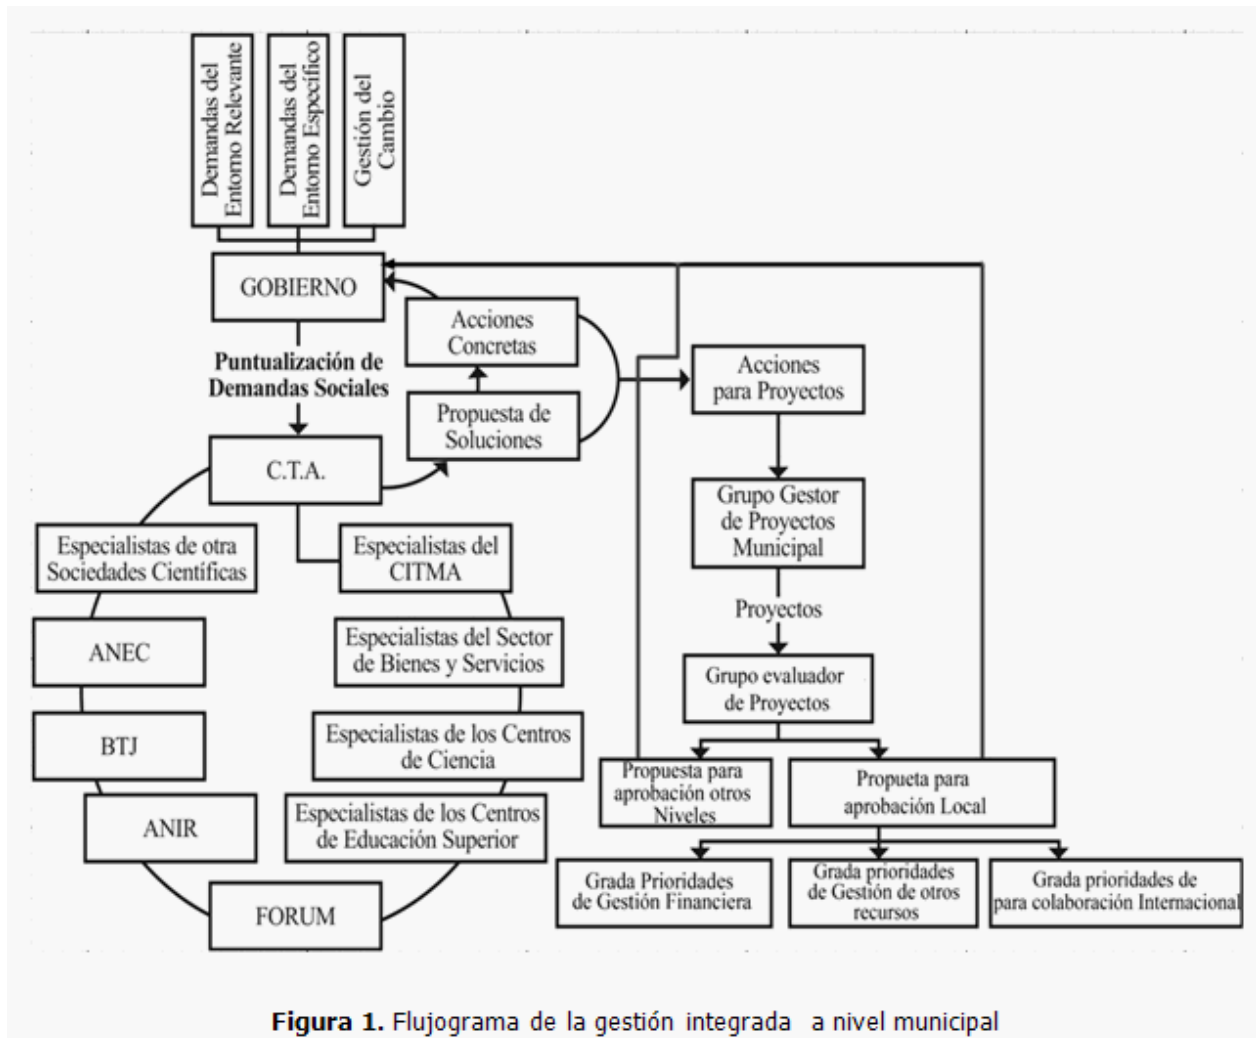 Demandas del
Entorno Relevante
Demandas del
Entorno Específico
Gestión del
Cambio
GOBIERNO
Puntualización de
Demandas Sociales
Acciones
Concretas
Propuesta de
Soluciones
C.T.A.
Especialistas de otra
Sociedades Científicas
ANEC
BTJ
ANIR
FORUM
Especialistas del
CITMA
Especialistas del Sector
de Bienes y Servicios
Especialistas de los Centros
de Ciencia
Especialistas de los Centros
de Educación Superior
Acciones
para Proyectos
Grupo Gestor
de Proyectos
Municipal
Proyectos
Grupo evaluador
de Proyectos
Propuesta para
aprobación otros
Niveles
Propueta para
aprobación Local
Grada Prioridades
de Gestión Financiera
Grada prioridades
de Gestión de otros
recursos
Grada prioridades de
para colaboración Internacional
Figura 1. Flujograma de la gestión integrada a nivel municipal